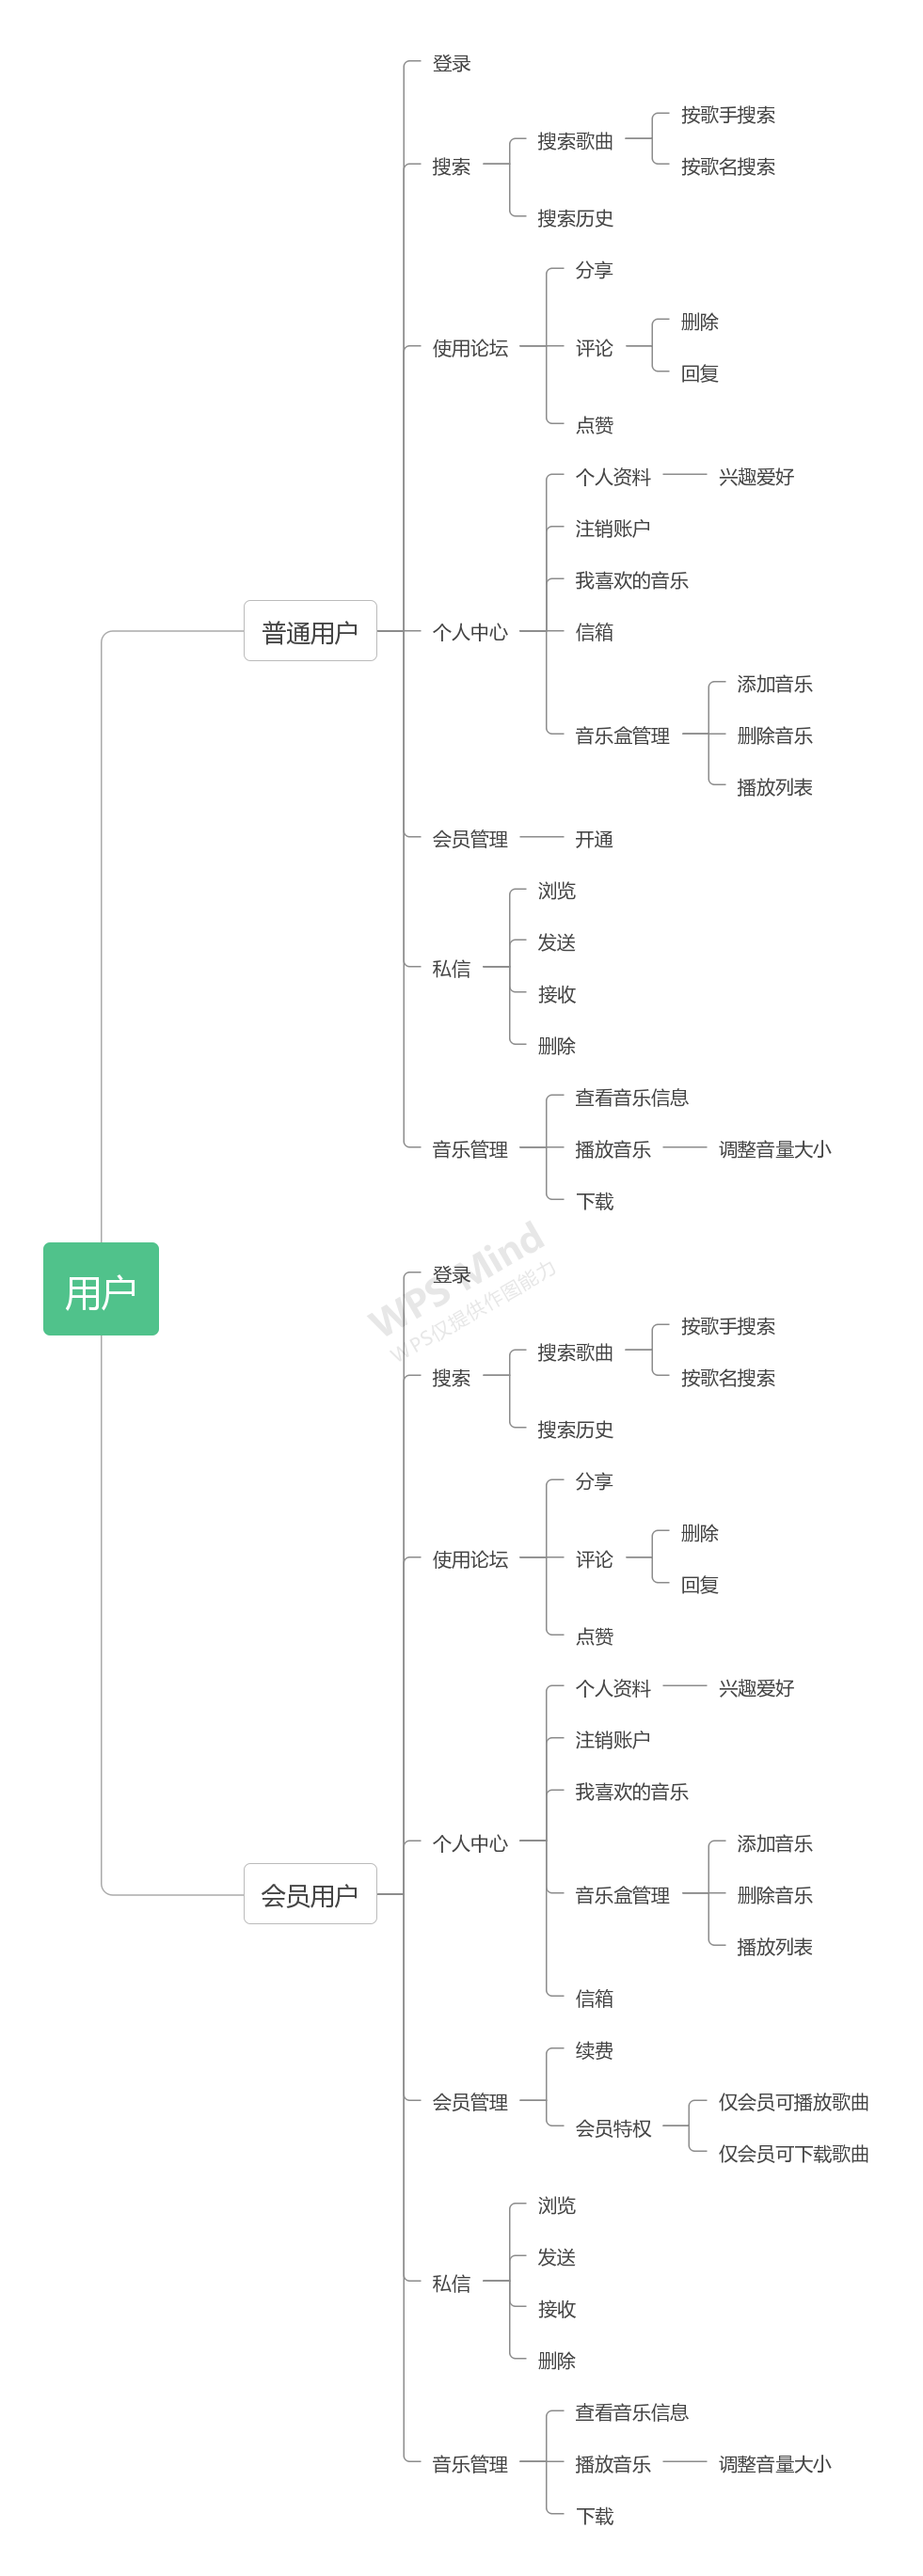 登录
按歌手搜索
搜索歌曲
搜索
按歌名搜索
搜索历史
分享
删除
使用论坛
评论
回复
点赞
个人资料
兴趣爱好
注销账户
我喜欢的音乐
普通用户
个人中心
信箱
添加音乐
音乐盒管理
删除音乐
播放列表
会员管理
开通
浏览
发送
私信
接收
删除
查看音乐信息
音乐管理
播放音乐
调整音量大小
下载
用户
WPS Mind
WPS仅提供作图能力
登录
按歌手搜索
搜索歌曲
搜索
按歌名搜索
搜索历史
分享
删除
使用论坛
评论
回复
点赞
个人资料
兴趣爱好
注销账户
我喜欢的音乐
个人中心
添加音乐
会员用户
音乐盒管理
删除音乐
播放列表
信箱
续费
会员管理
仅会员可播放歌曲
会员特权
仅会员可下载歌曲
浏览
发送
私信
接收
删除
查看音乐信息
音乐管理
播放音乐
调整音量大小
下载